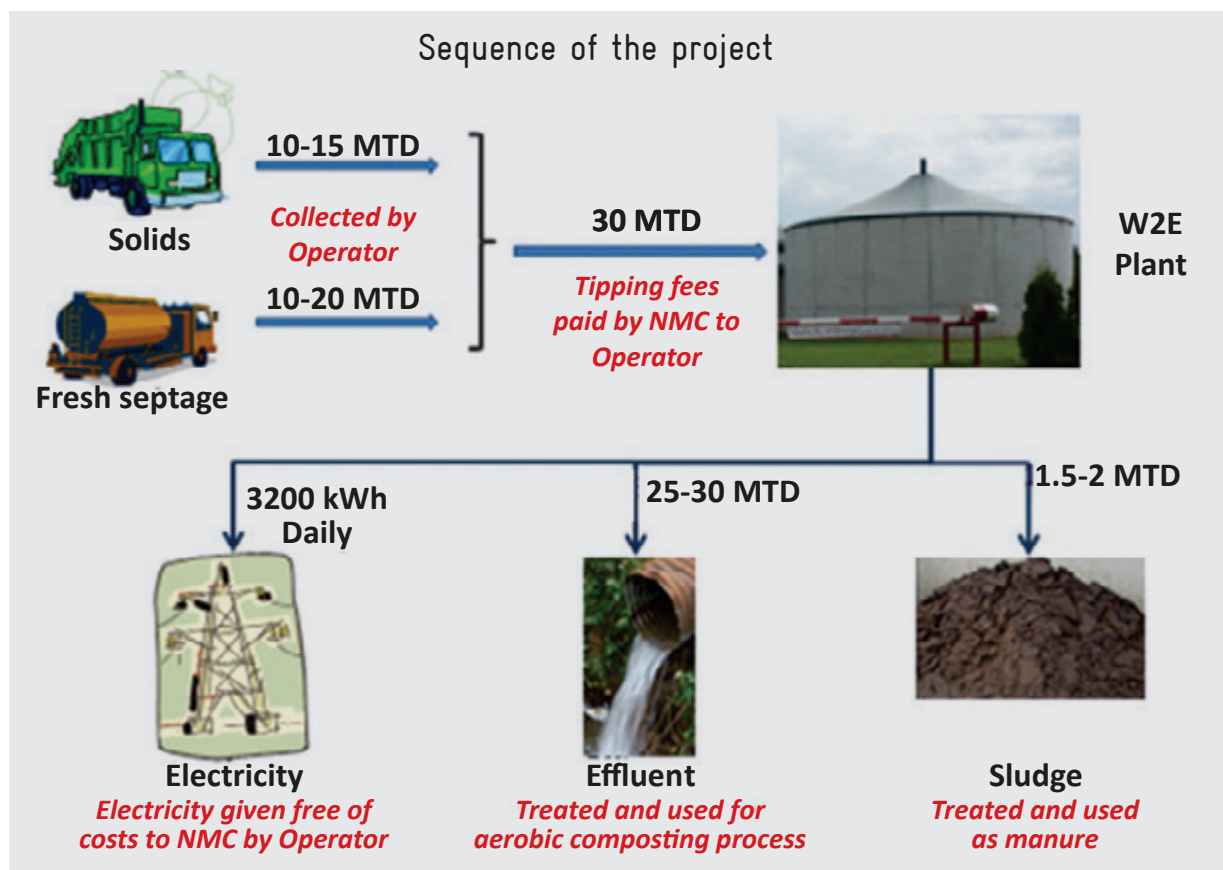 Sequence of the project
10-15 MTD
Collected by
Operator
Solids
10-20 MTD
Fresh septage
30 MTD
Tipping fees
paid by NMC to
Operator
W2E
Plant
3200 kWh
Daily
25-30 MTD
1.5-2 MTD
Electricity
Electricity given free of
costs to NMC by Operator
Effluent
Treated and used for
aerobic composting process
Sludge
Treated and used
as manure